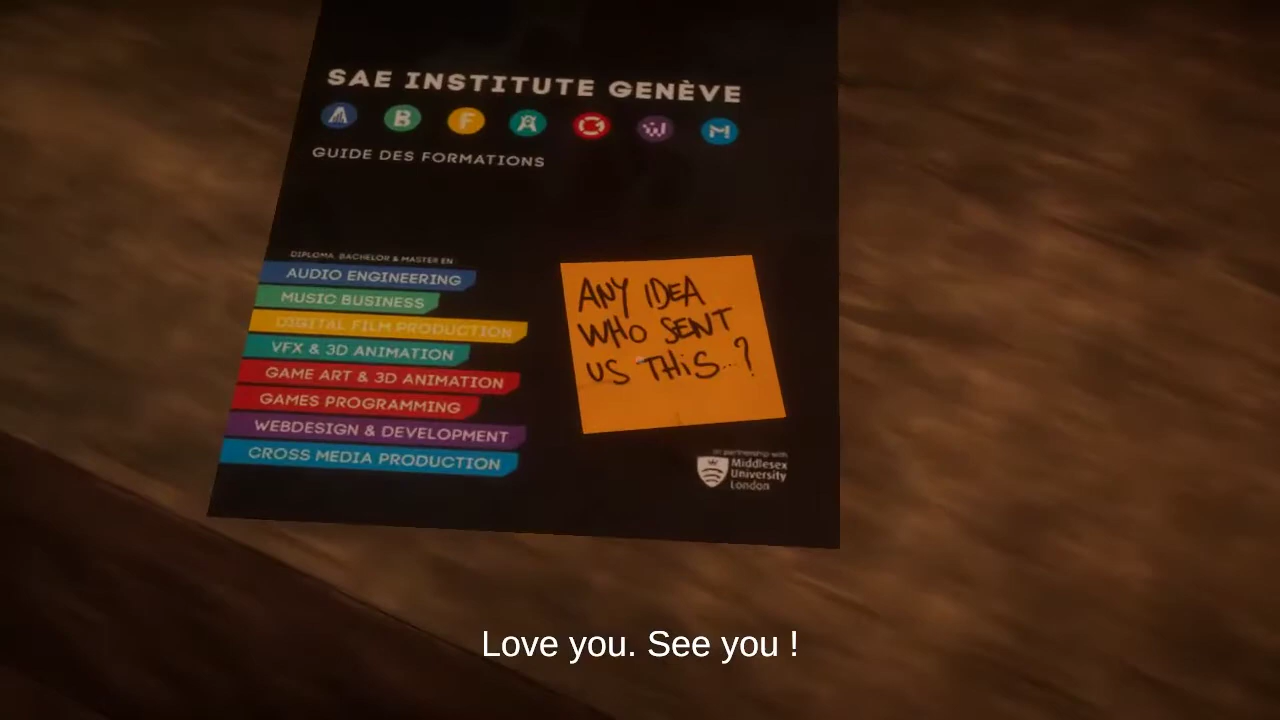 SAE INSTITUTE GENÈVE
A B F A W M
GUIDE DES FORMATIONS
DIPLOMA, BACHELOR & MASTER EN
AUDIO ENGINEERING
MUSIC BUSINESS
DIGITAL FILM PRODUCTION
VFX & 3D ANIMATION
GAME ART & 3D ANIMATION
GAMES PROGRAMMING
WEBDESIGN & DEVELOPMENT
CROSS MEDIA PRODUCTION
ANY IDEA
WHO SENT
US THIS...?
in partnership with
Middlesex
University
London
Love you. See you !